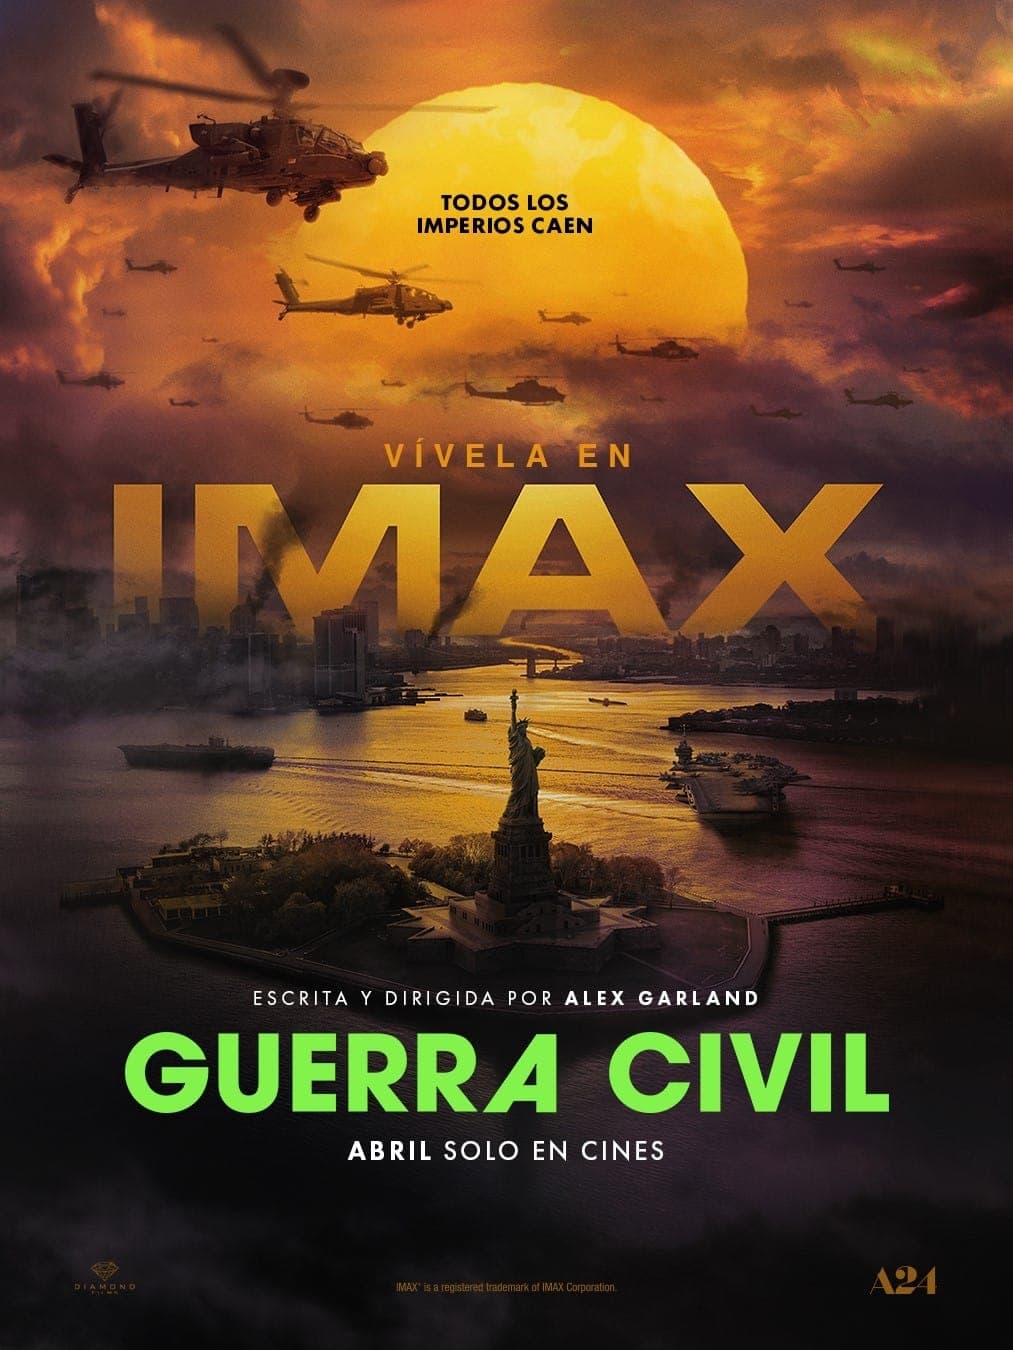 TODOS LOS
IMPERIOS CAEN
VÍVELA EN
IMAX
ESCRITA Y DIRIGIDA POR ALEX GARLAND
GUERRA CIVIL
ABRIL SOLO EN CINES
DIAMOND
FILMS
IMAX® is a registered trademark of IMAX Corporation.
A24